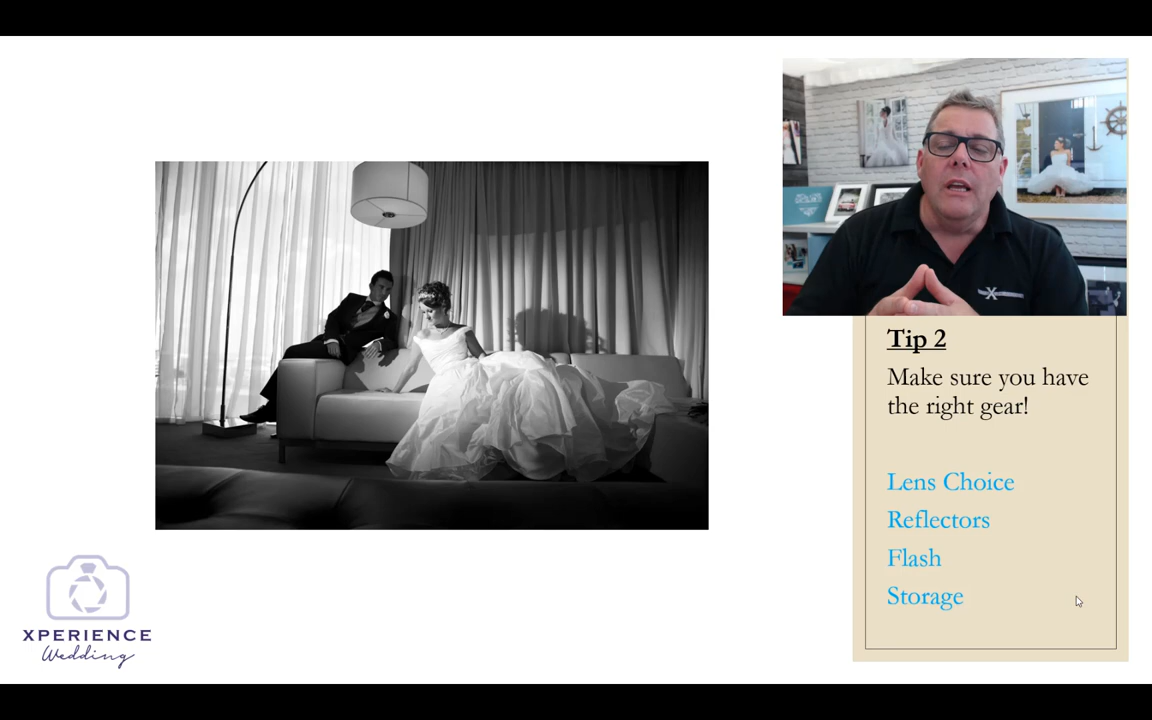 Tip 2
Make sure you have
the right gear!
Lens Choice
Reflectors
Flash
Storage
XPERIENCE
Wedding
X